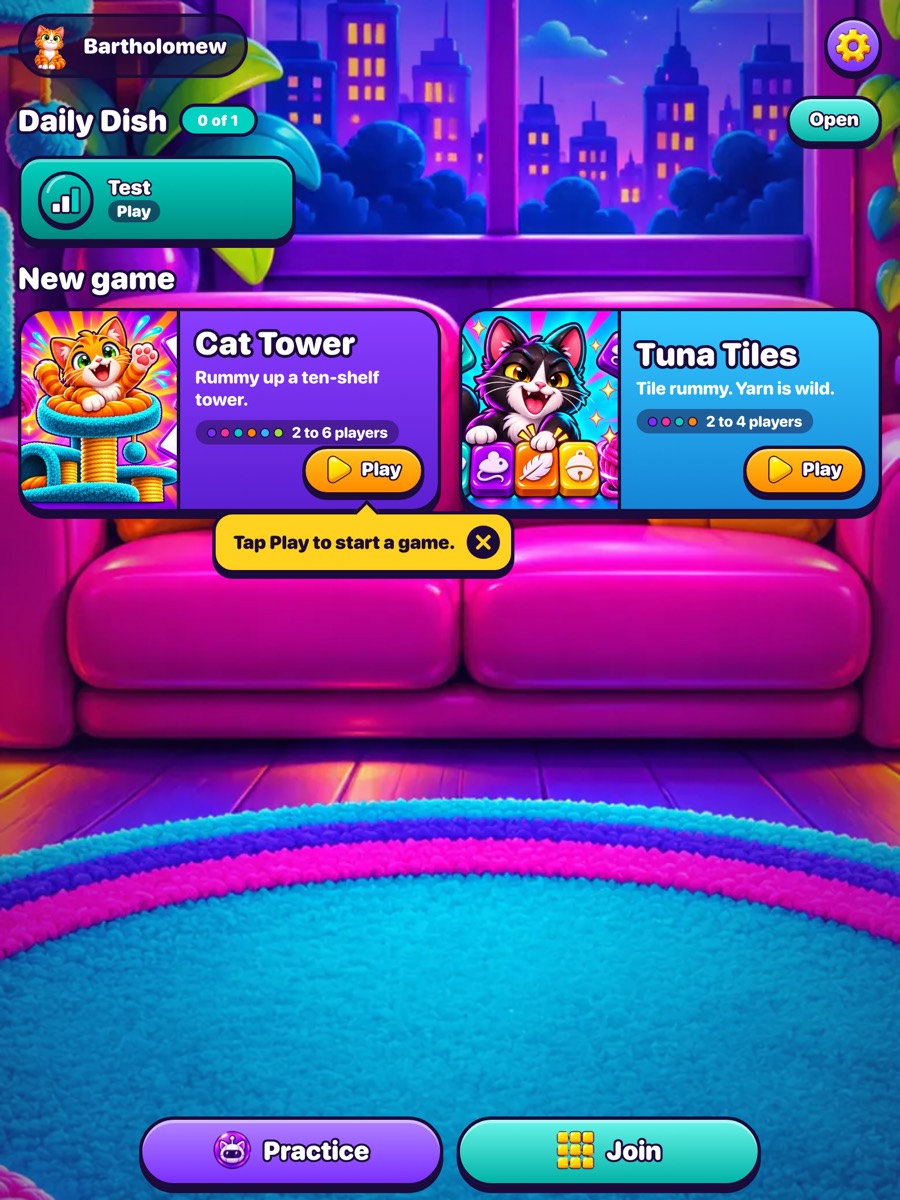 Bartholomew
Daily Dish
0 of 1
Open
Test
Play
New game
Cat Tower
Rummy up a ten-shelf
tower.
2 to 6 players
Play
Tuna Tiles
Tile rummy. Yarn is wild.
2 to 4 players
Play
Tap Play to start a game.
Practice
Join